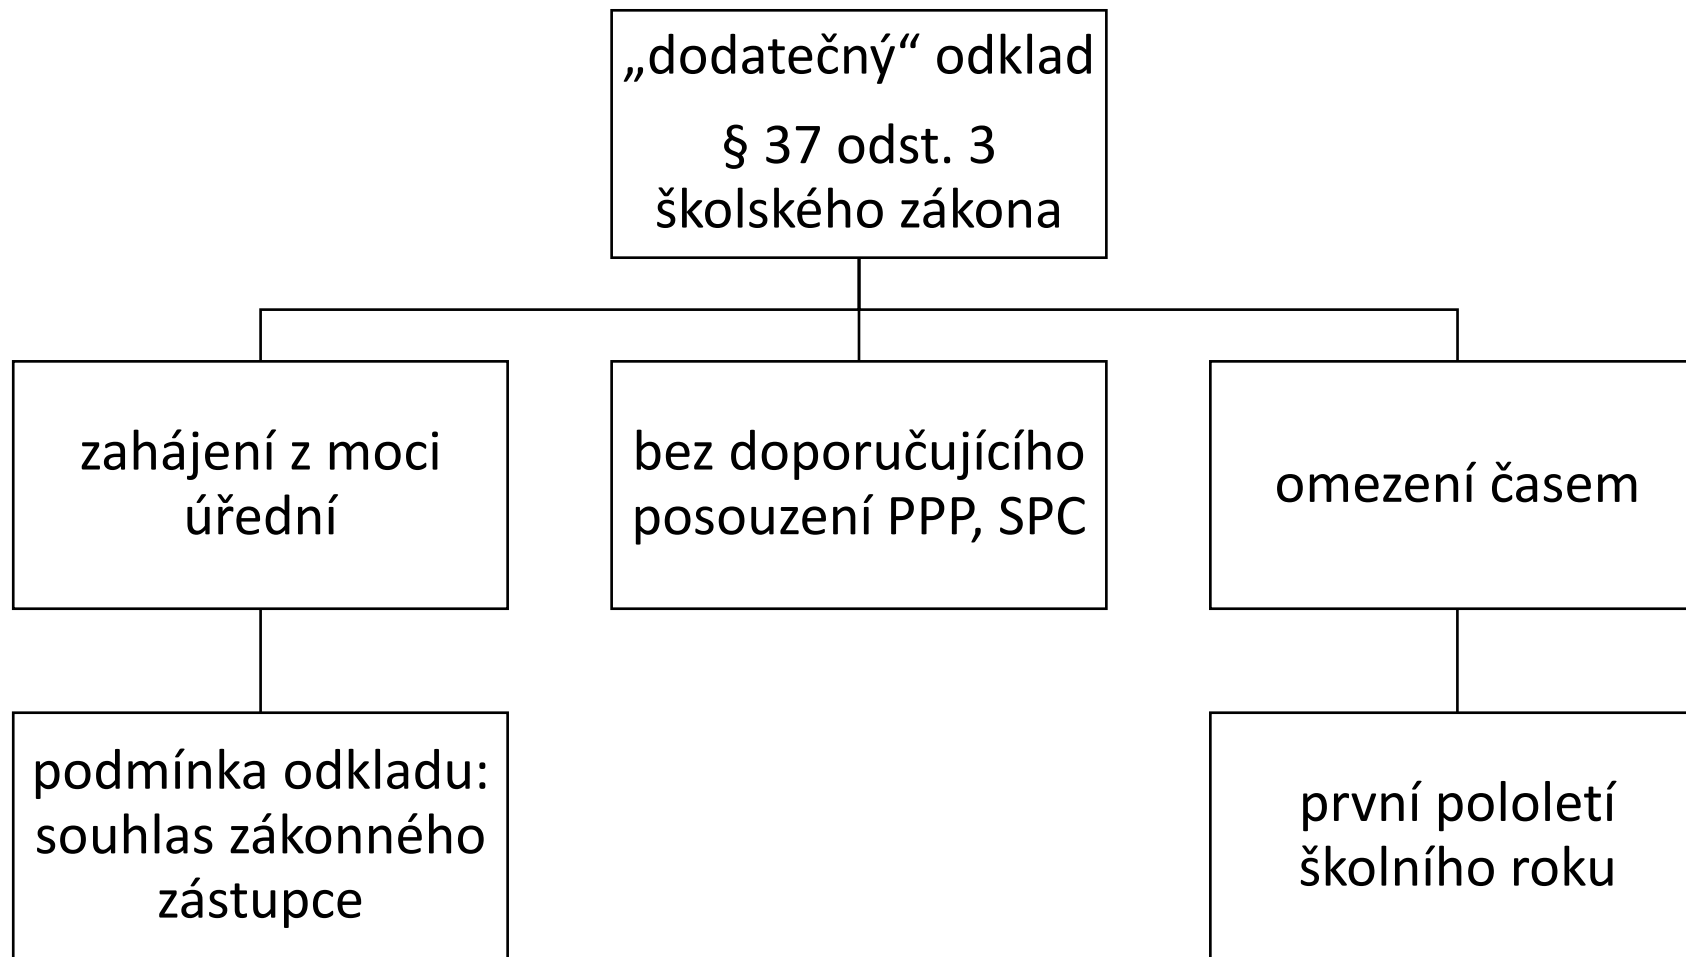 „dodatečný“ odklad
§ 37 odst. 3
školského zákona
zahájení z moci
úřední
bez doporučujícího
posouzení PPP, SPC
omezení časem
podmínka odkladu:
souhlas zákonného
zástupce
první pololetí
školního roku